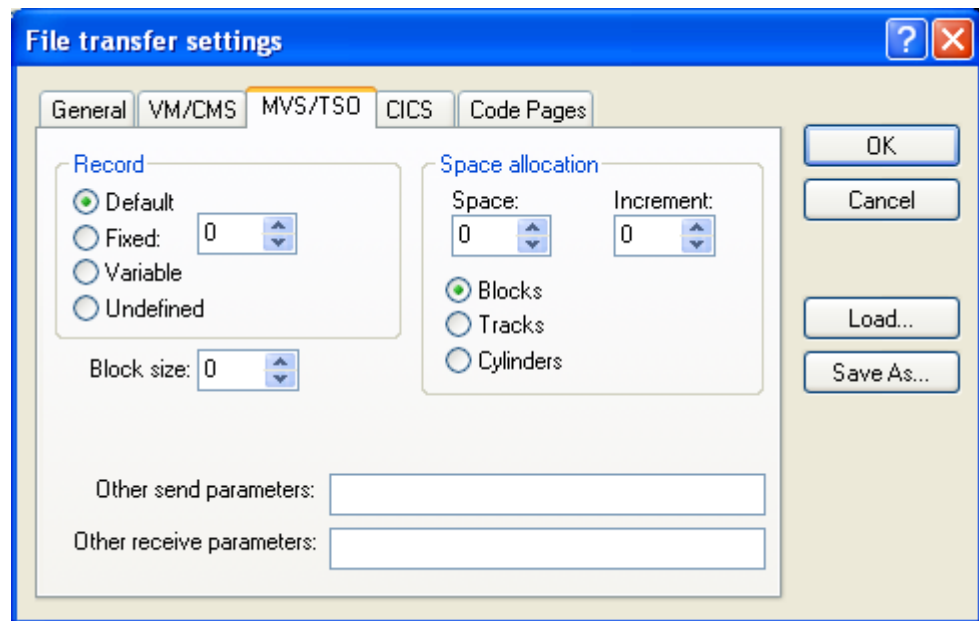 File transfer settings
General VM/CMS MVS/TSO CICS Code Pages
Record
Default
Fixed: 0
Variable
Undefined
Block size: 0
Space allocation
Space: Increment:
0 0
Blocks
Tracks
Cylinders
Other send parameters:
Other receive parameters:
OK
Cancel
Load...
Save As...